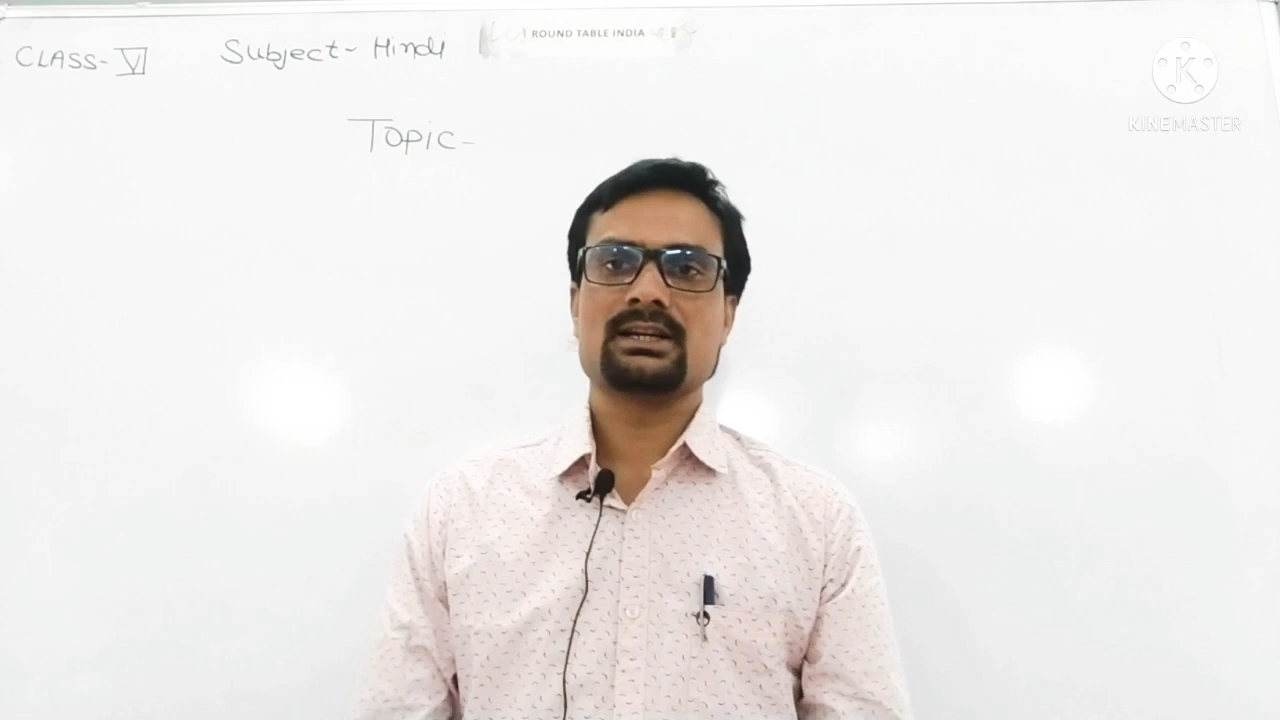 CLASS- VI Subject- Hindi
ROUND TABLE INDIA
Topic-
K
KINEMASTER